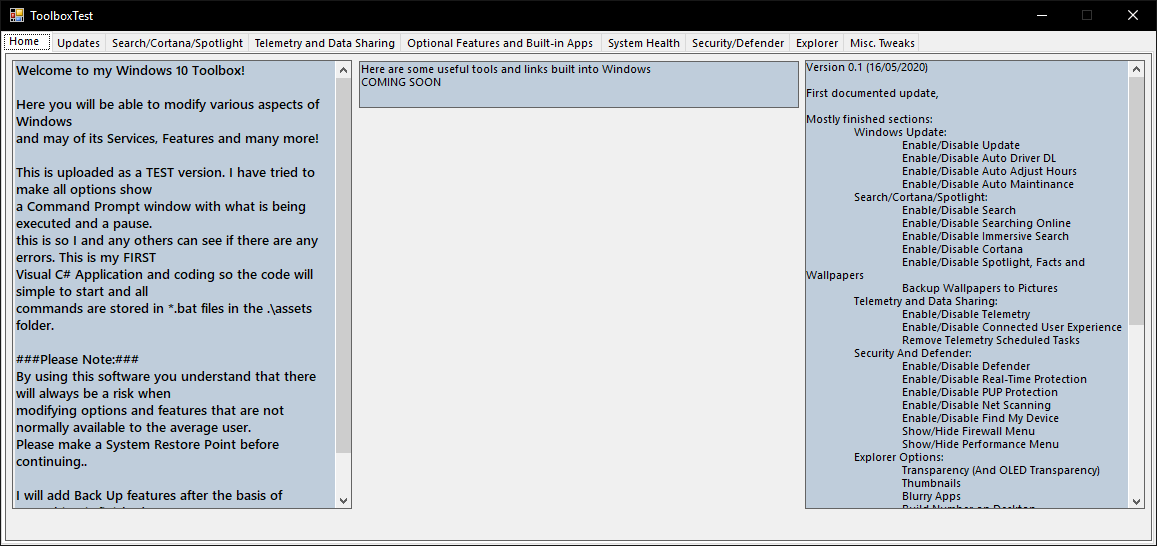 ToolboxTest
Home Updates Search/Cortana/Spotlight Telemetry and Data Sharing Optional Features and Built-in Apps System Health Security/Defender Explorer Misc. Tweaks
Welcome to my Windows 10 Toolbox!
Here you will be able to modify various aspects of
Windows
and may of its Services, Features and many more!
This is uploaded as a TEST version. I have tried to
make all options show
a Command Prompt window with what is being
executed and a pause.
this is so I and any others can see if there are any
errors. This is my FIRST
Visual C# Application and coding so the code will
simple to start and all
commands are stored in *.bat files in the .\assets
folder.
###Please Note:###
By using this software you understand that there
will always be a risk when
modifying options and features that are not
normally available to the average user.
Please make a System Restore Point before
continuing..
I will add Back Up features after the basis of
Here are some useful tools and links built into Windows
COMING SOON
Version 0.1 (16/05/2020)
First documented update,
Mostly finished sections:
Windows Update:
Enable/Disable Update
Enable/Disable Auto Driver DL
Enable/Disable Auto Adjust Hours
Enable/Disable Auto Maintinance
Search/Cortana/Spotlight:
Enable/Disable Search
Enable/Disable Searching Online
Enable/Disable Immersive Search
Enable/Disable Cortana
Enable/Disable Spotlight, Facts and
Wallpapers
Backup Wallpapers to Pictures
Telemetry and Data Sharing:
Enable/Disable Telemetry
Enable/Disable Connected User Experience
Remove Telemetry Scheduled Tasks
Security And Defender:
Enable/Disable Defender
Enable/Disable Real-Time Protection
Enable/Disable PUP Protection
Enable/Disable Net Scanning
Enable/Disable Find My Device
Show/Hide Firewall Menu
Show/Hide Performance Menu
Explorer Options:
Transparency (And OLED Transparency)
Thumbnails
Blurry Apps
Build Number on Desktop